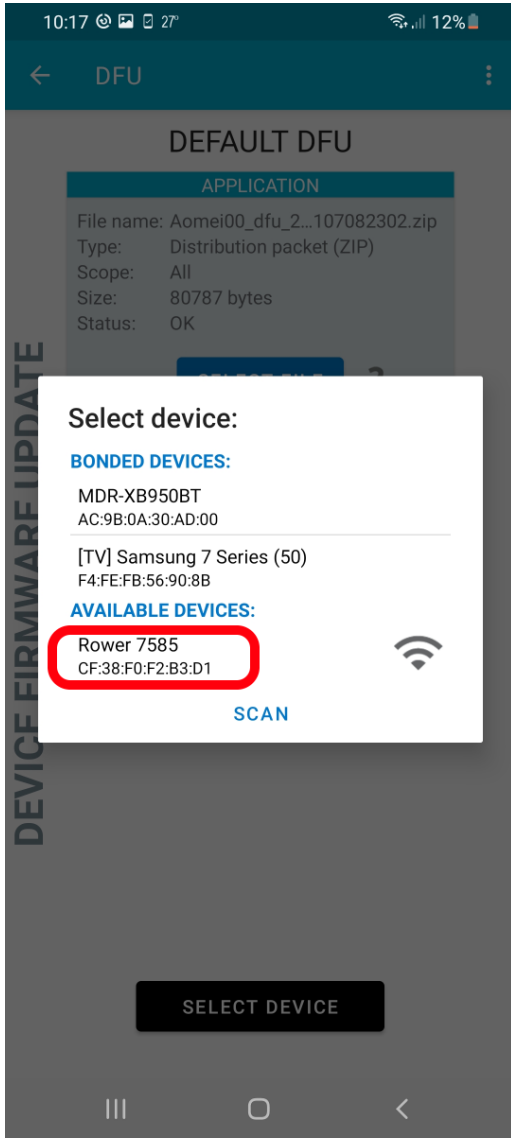 10:17 27° 12%
DFU
DEFAULT DFU
APPLICATION
File name: Aomei00_dfu_2...107082302.zip
Type: Distribution packet (ZIP)
Scope: All
Size: 80787 bytes
Status: OK
SELECT FILE ?
DEVICE FIRMWARE UPDATE
Select device:
BONDED DEVICES:
MDR-XB950BT
AC:9B:0A:30:AD:00
[TV] Samsung 7 Series (50)
F4:FE:FB:56:90:8B
AVAILABLE DEVICES:
Rower 7585
CF:38:F0:F2:B3:D1
SCAN
SELECT DEVICE